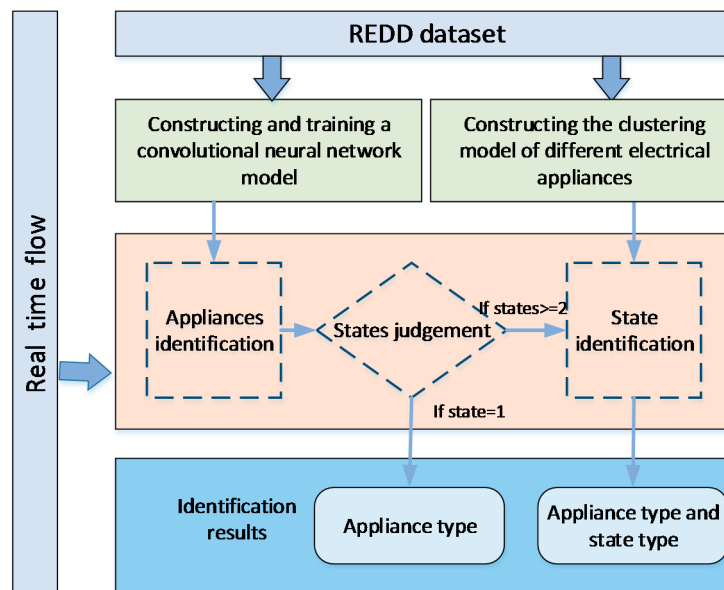 REDD dataset
Constructing and training a
convolutional neural network
model
Constructing the clustering
model of different electrical
appliances
Real time flow
Appliances
identification
States judgement
If states>=2
State
identification
If state=1
Identification
results
Appliance type
Appliance type and
state type